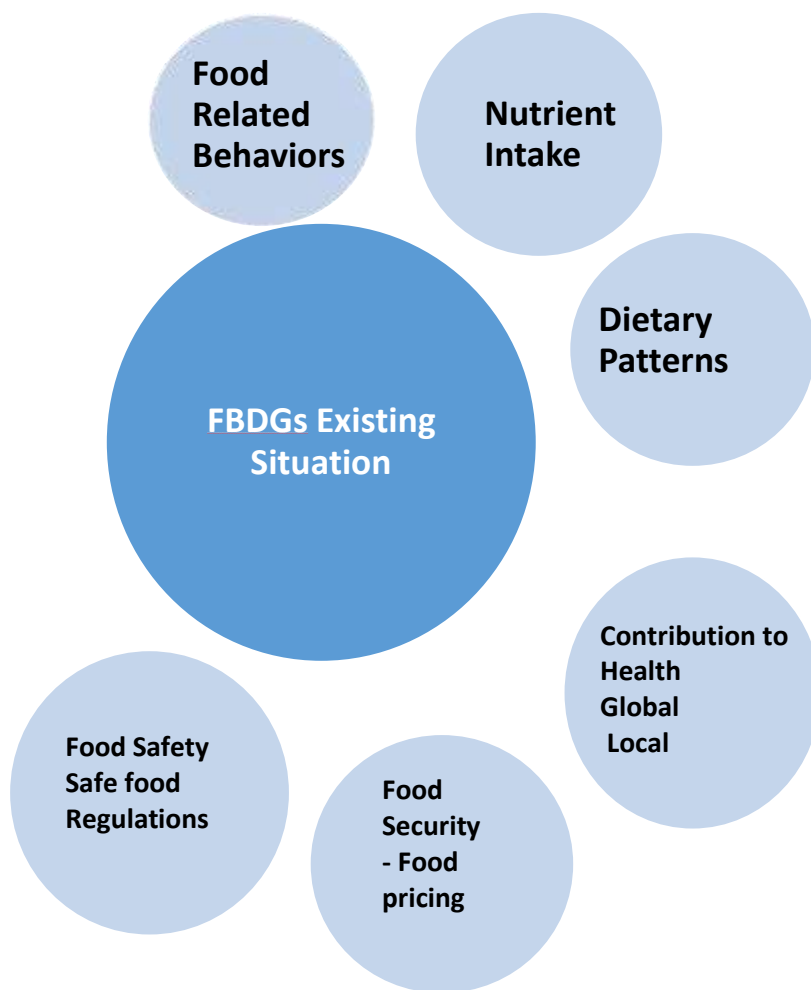 Food
Related
Behaviors
Nutrient
Intake
Dietary
Patterns
FBDGs Existing
Situation
Contribution to
Health
Global
Local
Food Safety
Safe food
Regulations
Food
Security
- Food
pricing